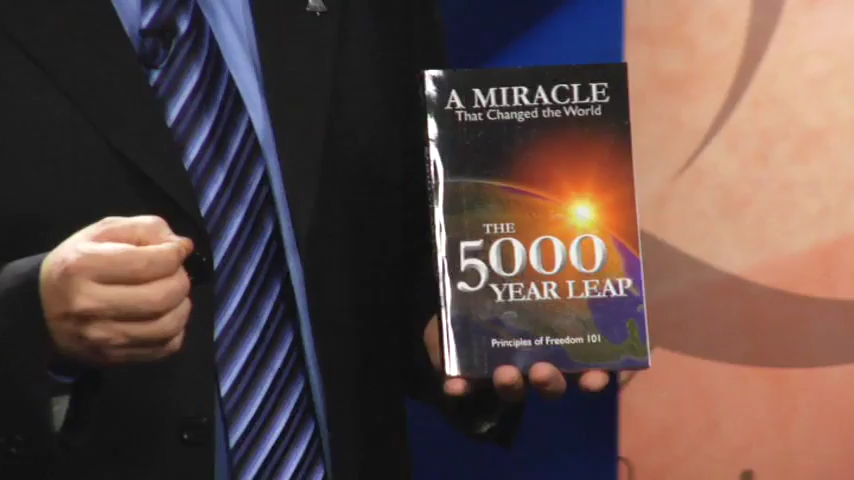 A MIRACLE
That Changed the World
THE
5000
YEAR LEAP
Principles of Freedom 101